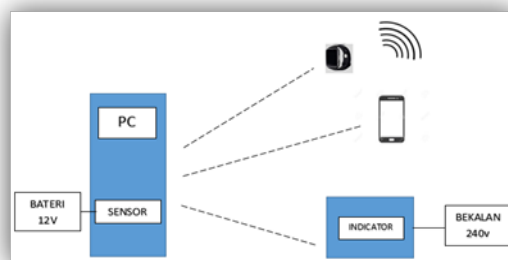 PC
BATERI
12V
SENSOR
INDICATOR
BEKALAN
240v